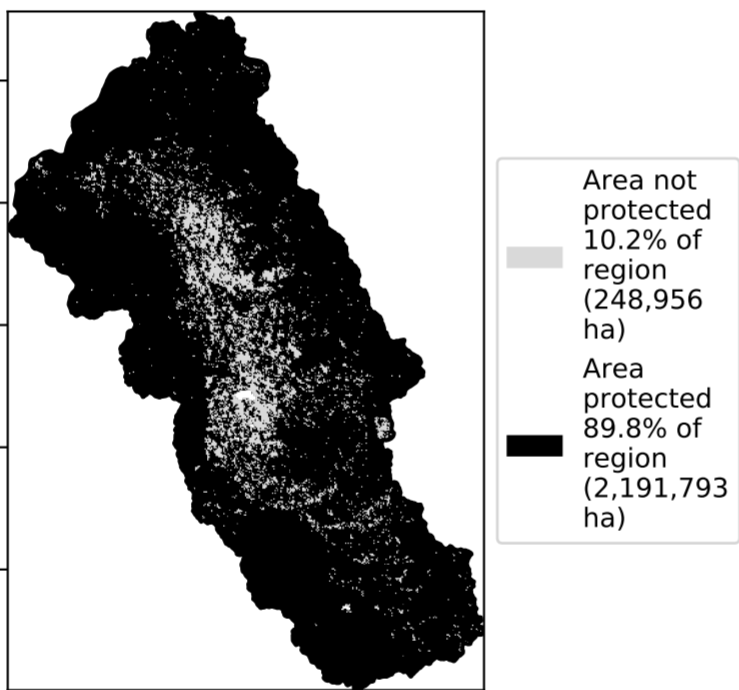 Area not
protected
10.2% of
region
(248,956
ha)
Area
protected
89.8% of
region
(2,191,793
ha)